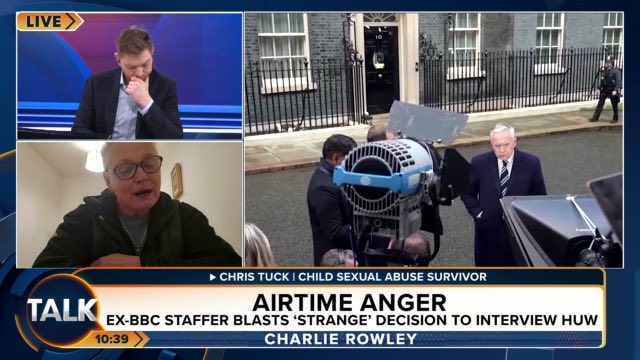 LIVE
10
CHRIS TUCK | CHILD SEXUAL ABUSE SURVIVOR
AIRTIME ANGER
EX-BBC STAFFER BLASTS 'STRANGE' DECISION TO INTERVIEW HUW
TALK
10:39
CHARLIE ROWLEY